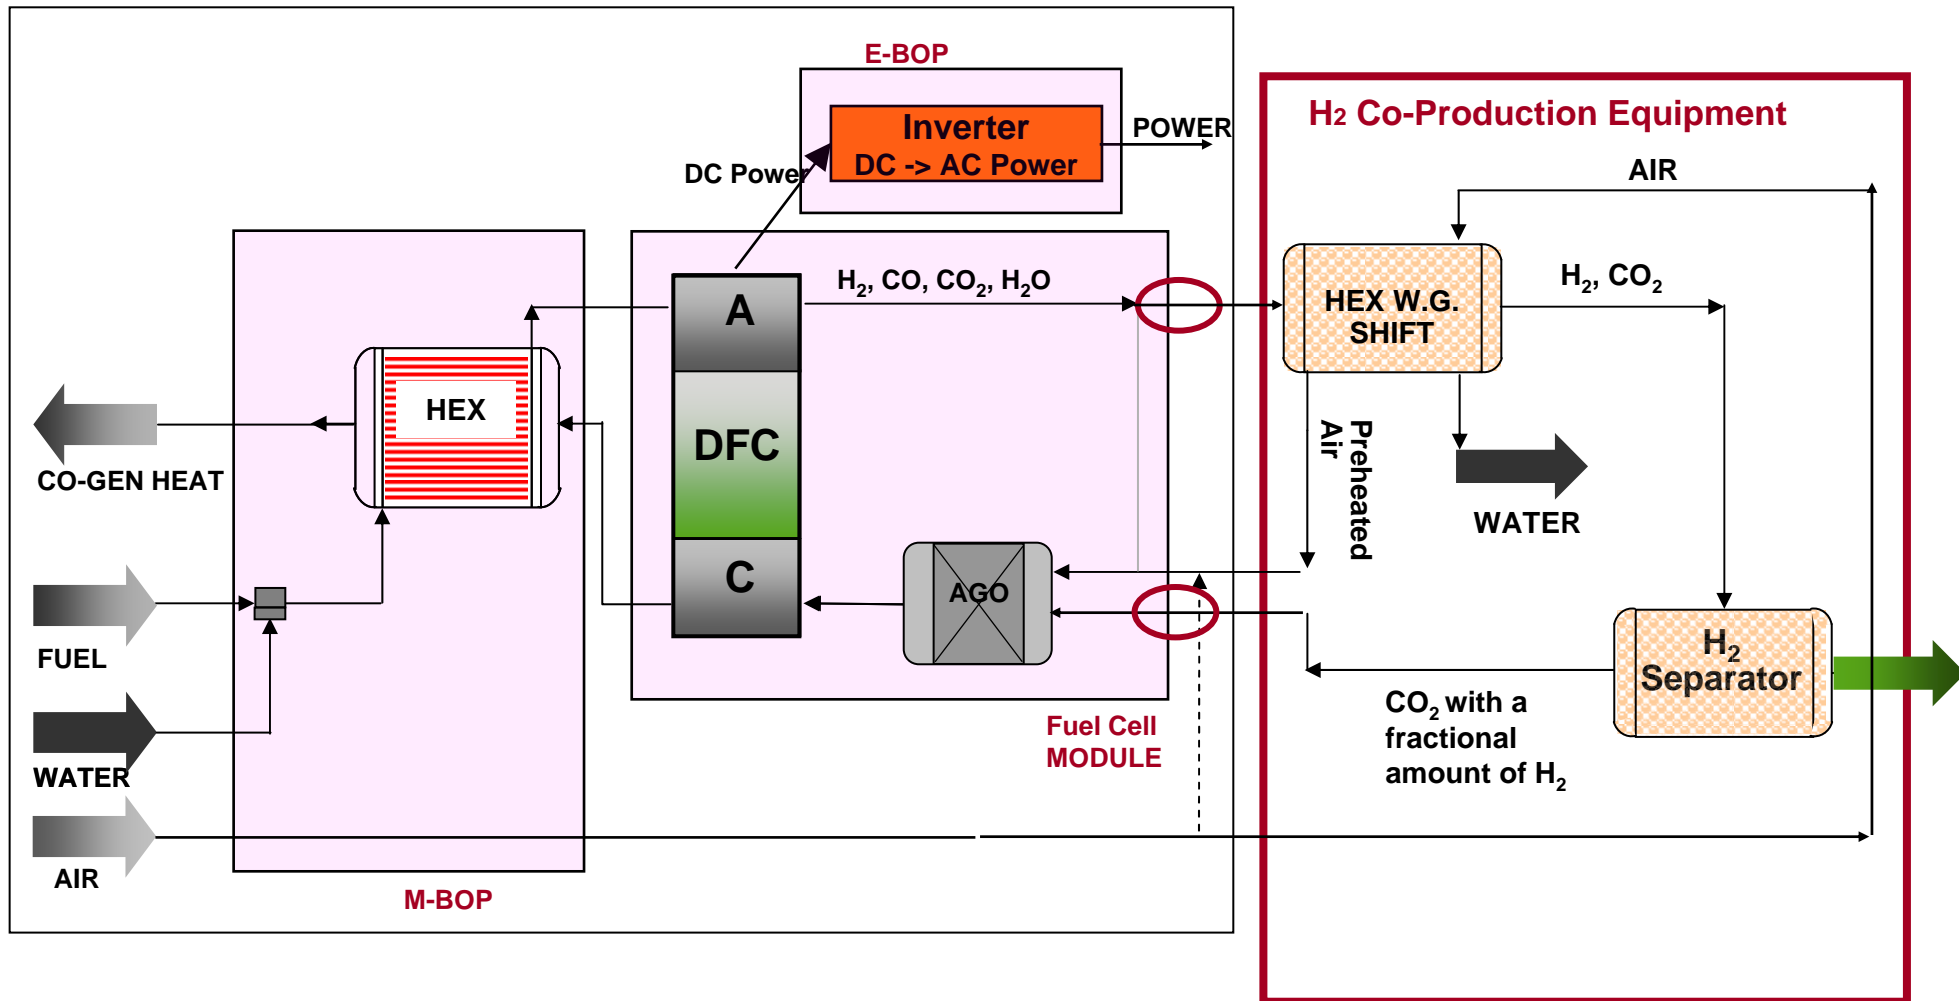 E-BOP
Inverter
DC -> AC Power
POWER
DC Power
H2 Co-Production Equipment
AIR
A
H₂, CO, CO₂, H₂O
HEX W.G.
SHIFT
H₂, CO₂
HEX
DFC
CO-GEN HEAT
Preheated
Air
WATER
C
AGO
FUEL
H₂
Separator
CO₂ with a
fractional
amount of H₂
Fuel Cell
MODULE
WATER
AIR
M-BOP